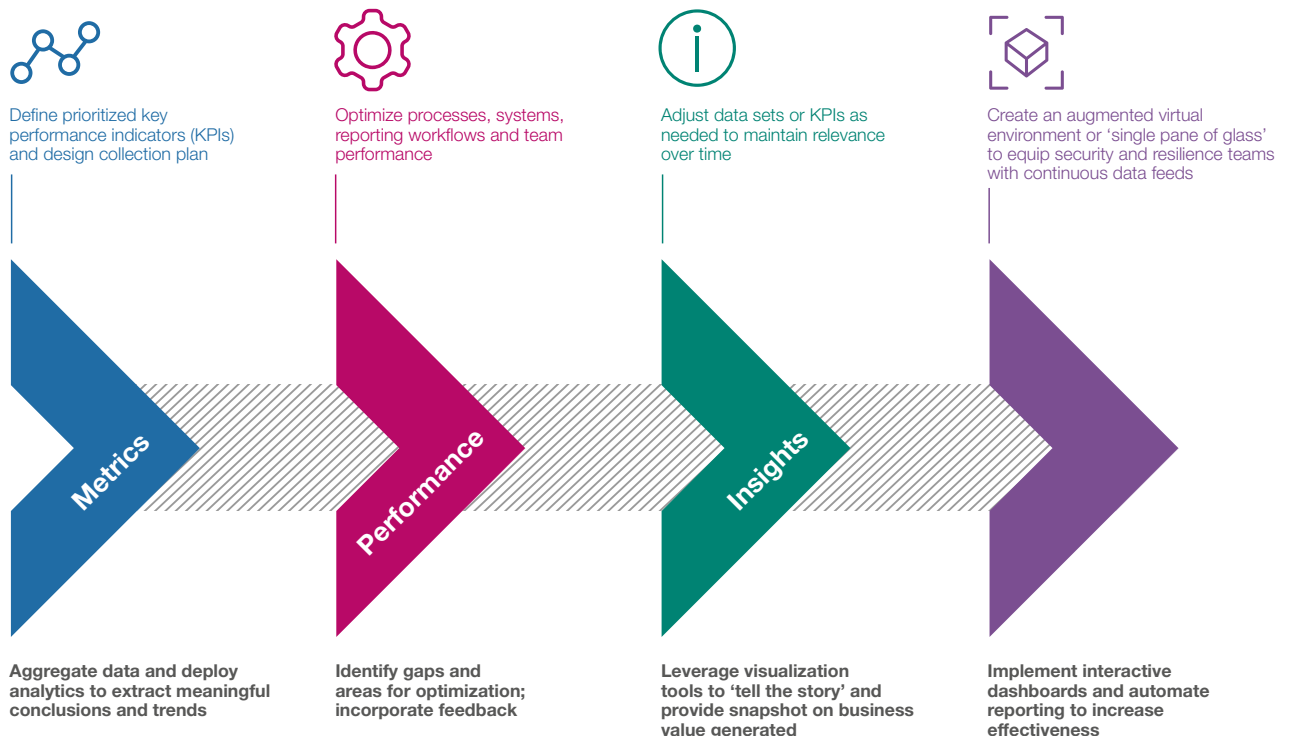 Define prioritized key
performance indicators (KPIs)
and design collection plan
Optimize processes, systems,
reporting workflows and team
performance
Adjust data sets or KPIs as
needed to maintain relevance
over time
Create an augmented virtual
environment or ‘single pane of glass’
to equip security and resilience teams
with continuous data feeds
Metrics
Performance
Insights
Aggregate data and deploy
analytics to extract meaningful
conclusions and trends
Identify gaps and
areas for optimization;
incorporate feedback
Leverage visualization
tools to ‘tell the story’ and
provide snapshot on business
value generated
Implement interactive
dashboards and automate
reporting to increase
effectiveness